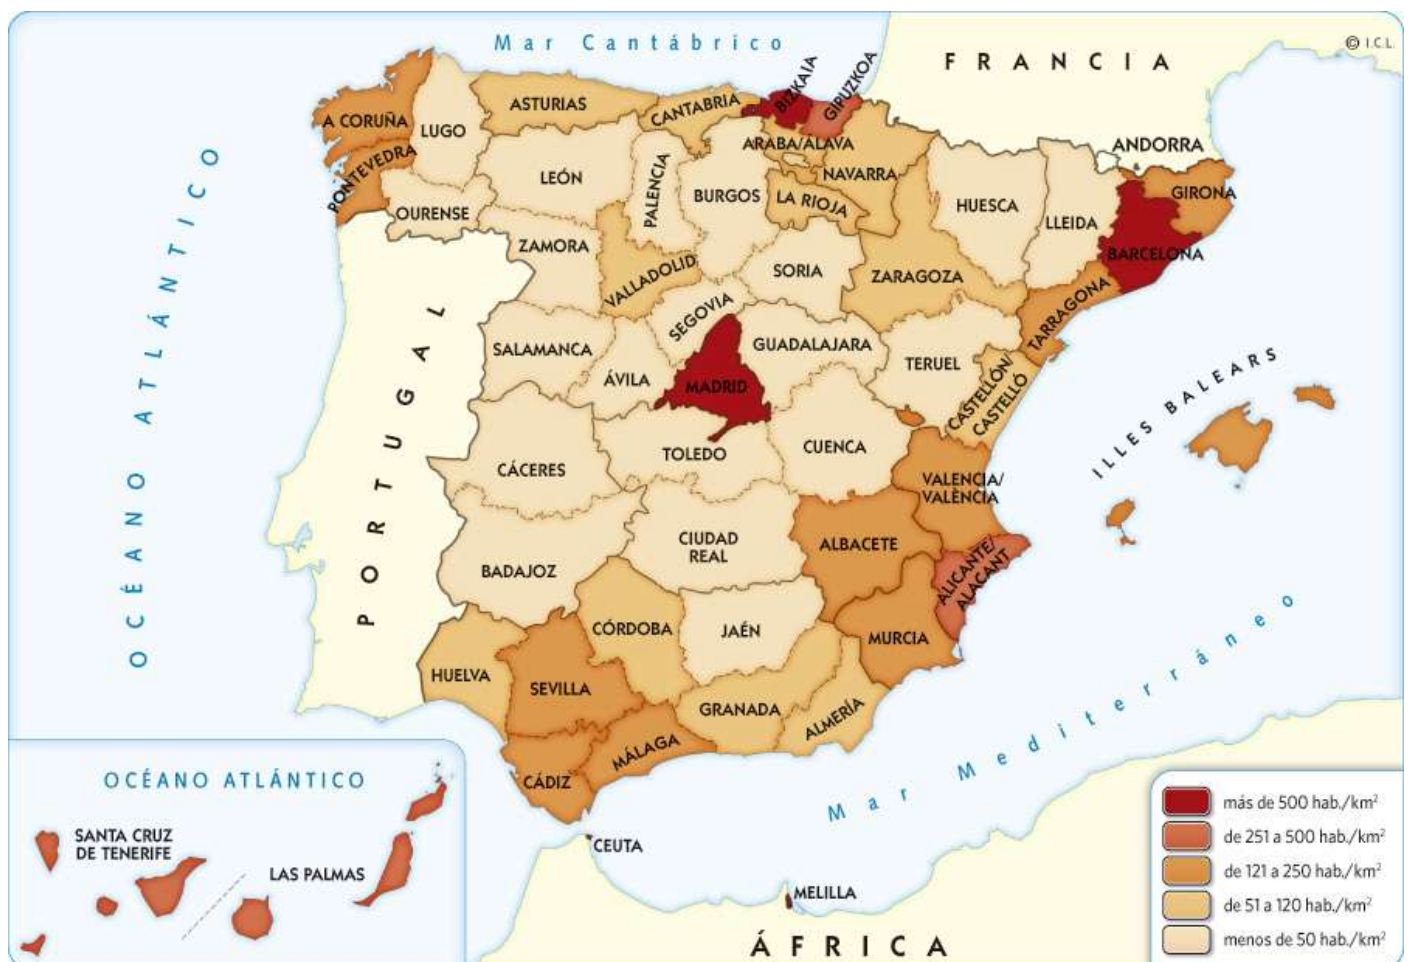 Mar Cantábrico
FRANCIA
© I.C.L.
OCÉANO ATLÁNTICO
A CORUÑA
LUGO
ASTURIAS
CANTABRIA
BIZKAIA
GIPUZKOA
PONTEVEDRA
OURENSE
LEÓN
PALENCIA
BURGOS
ARABA/ÁLAVA
NAVARRA
LA RIOJA
HUESCA
LLEIDA
ANDORRA
GIRONA
BARCELONA
ZAMORA
VALLADOLID
SORIA
ZARAGOZA
TARRAGONA
PORTUGAL
SALAMANCA
ÁVILA
SEGOVIA
MADRID
GUADALAJARA
TERUEL
CASTELLÓN/
CASTELLÓ
ILLES BALEARS
CÁCERES
TOLEDO
CUENCA
VALENCIA/
VALÈNCIA
BADAJOZ
CIUDAD
REAL
ALBACETE
ALICANTE/
ALACANT
HUELVA
SEVILLA
CÓRDOBA
JAÉN
MURCIA
CÁDIZ
MÁLAGA
GRANADA
ALMERÍA
Mar Mediterráneo
CEUTA
MELILLA
ÁFRICA
OCÉANO ATLÁNTICO
SANTA CRUZ
DE TENERIFE
LAS PALMAS
más de 500 hab./km²
de 251 a 500 hab./km²
de 121 a 250 hab./km²
de 51 a 120 hab./km²
menos de 50 hab./km²